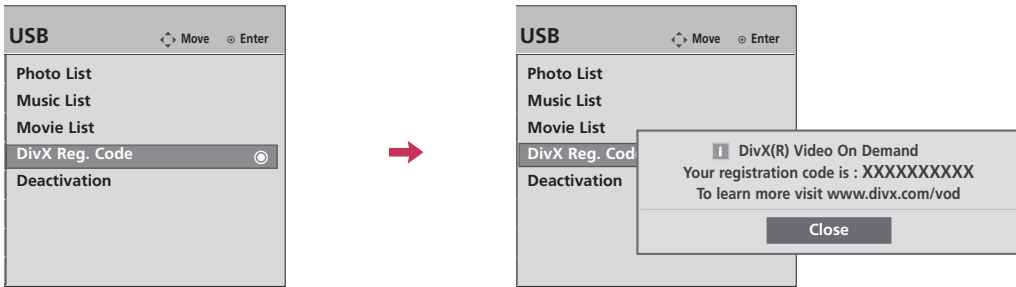 USB
Move
Enter
Photo List
Music List
Movie List
DivX Reg. Code
Deactivation
USB
Move
Enter
Photo List
Music List
Movie List
DivX Reg. Cod
Deactivation
i DivX(R) Video On Demand
Your registration code is : XXXXXXXXXX
To learn more visit www.divx.com/vod
Close